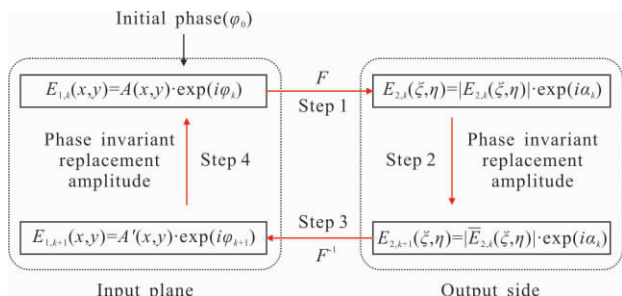 Initial phase(φ₀)
E₁,ₖ(x,y)=A(x,y)·exp(iφₖ)
F
Step 1
E₂,ₖ(ξ,η)=|E₂,ₖ(ξ,η)|·exp(iαₖ)
Phase invariant
replacement
amplitude
Step 4
Step 2
Phase invariant
replacement
amplitude
E₁,ₖ₊₁(x,y)=A′(x,y)·exp(iφₖ₊₁)
Step 3
F⁻¹
E₂,ₖ₊₁(ξ,η)=|E̅₂,ₖ(ξ,η)|·exp(iαₖ)
Input plane
Output side